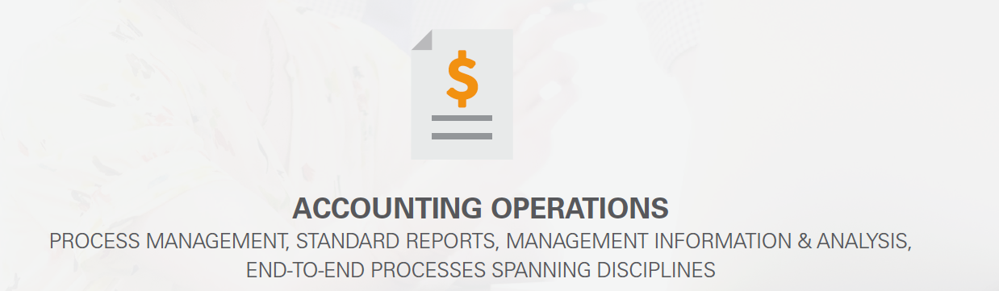 $
ACCOUNTING OPERATIONS
PROCESS MANAGEMENT, STANDARD REPORTS, MANAGEMENT INFORMATION & ANALYSIS,
END-TO-END PROCESSES SPANNING DISCIPLINES